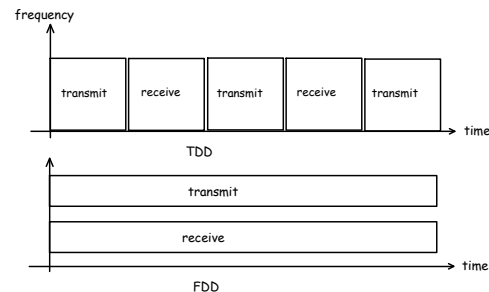 frequency
transmit receive transmit receive transmit
time
TDD
transmit
receive
time
FDD